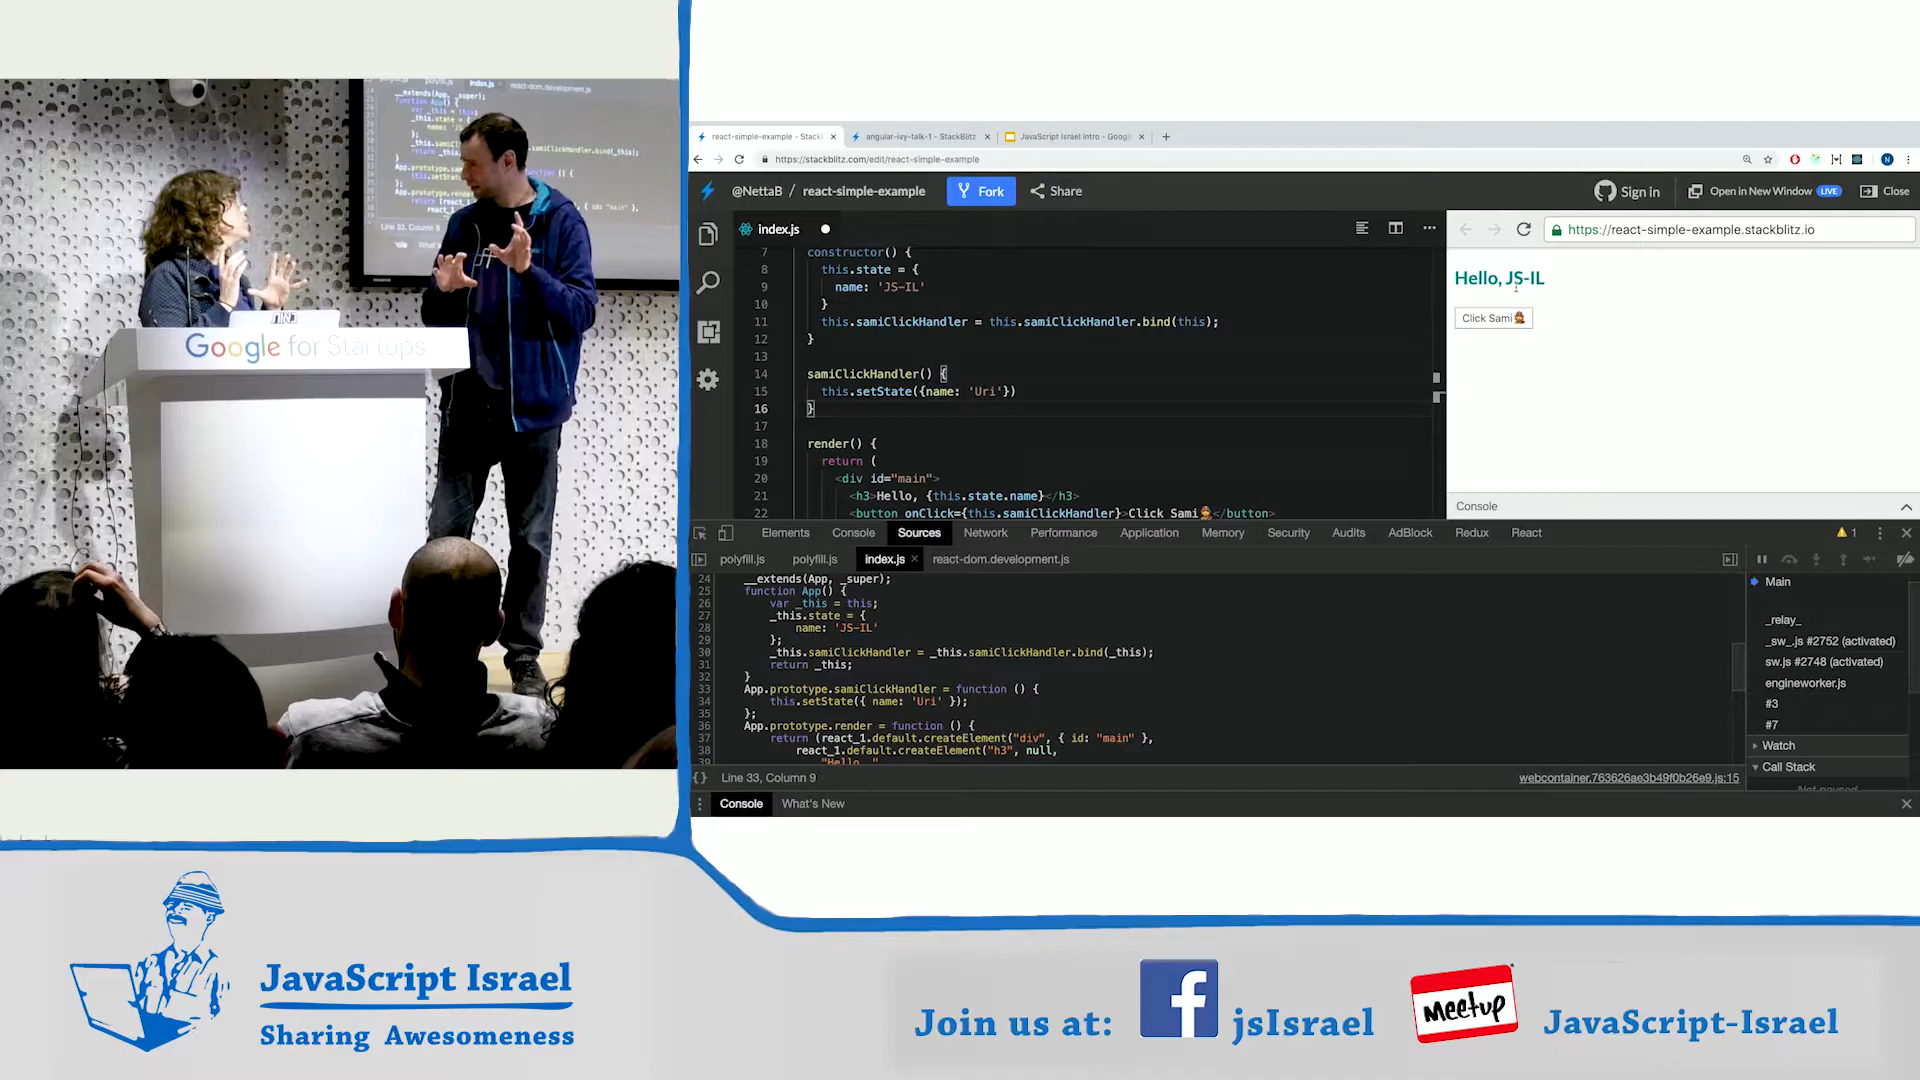 Google for Startups
react-simple-example - Stack
angular-ivy-talk-1 - StackBlitz
JavaScript Israel Intro - Goog
https://stackblitz.com/edit/react-simple-example
@NettaB / react-simple-example
Fork
Share
Sign in
Open in New Window
LIVE
Close
index.js
https://react-simple-example.stackblitz.io
7 constructor() {
8 this.state = {
9 name: 'JS-IL'
10 }
11 this.samiClickHandler = this.samiClickHandler.bind(this);
12 }
13
14 samiClickHandler() {
15 this.setState({name: 'Uri'})
16 }
17
18 render() {
19 return (
20 <div id="main">
21 <h3>Hello, {this.state.name}</h3>
22 <button onClick={this.samiClickHandler}>Click Sami</button>
Hello, JS-IL
Click Sami
Console
Elements Console Sources Network Performance Application Memory Security Audits AdBlock Redux React
1
polyfill.js polyfill.js index.js react-dom.development.js
24 __extends(App, _super);
25 function App() {
26 var _this = this;
27 _this.state = {
28 name: 'JS-IL'
29 };
30 _this.samiClickHandler = _this.samiClickHandler.bind(_this);
31 return _this;
32 }
33 App.prototype.samiClickHandler = function () {
34 this.setState({ name: 'Uri' });
35 };
36 App.prototype.render = function () {
37 return (react_1.default.createElement("div", { id: "main" },
38 react_1.default.createElement("h3", null,
39 "Hello, "
Main
_relay_
_sw_.js #2752 (activated)
sw.js #2748 (activated)
engineworker.js
#3
#7
Watch
Call Stack
Not paused
{} Line 33, Column 9
webcontainer.763626ae3b49f0b26e9.js:15
Console What's New
JavaScript Israel
Sharing Awesomeness
Join us at:
f
jsIsrael
Meetup
JavaScript-Israel